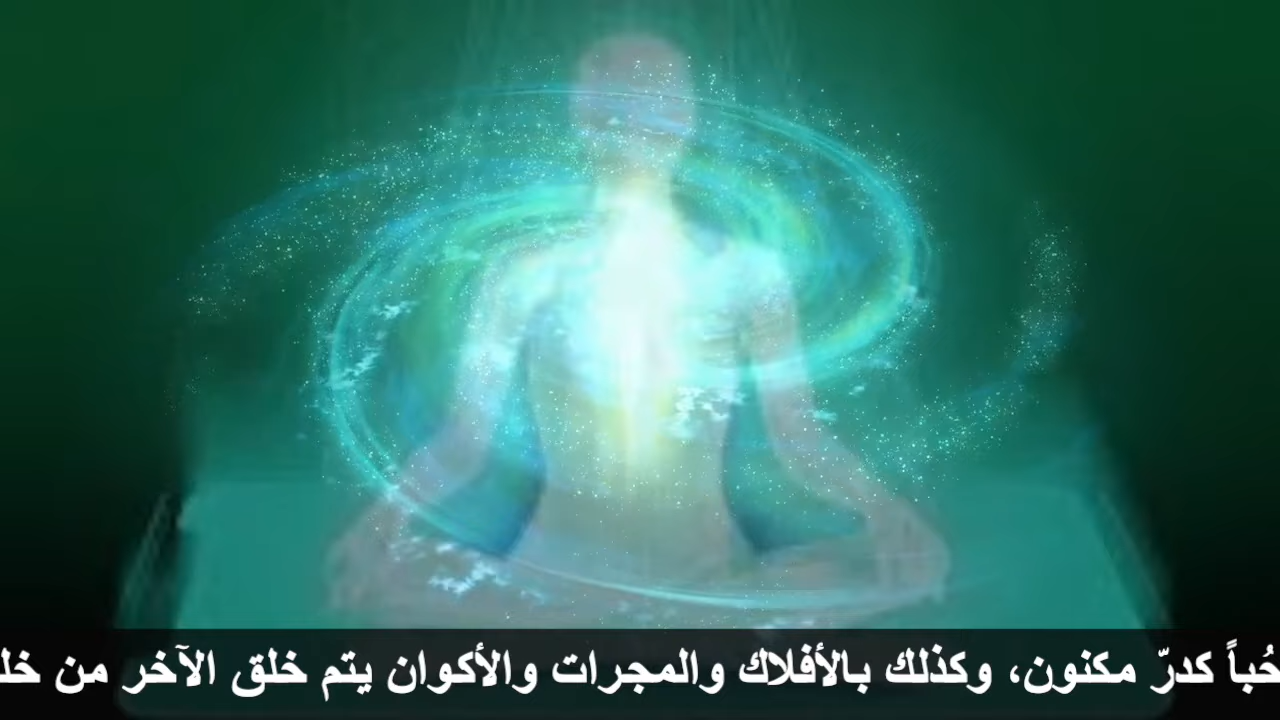 حُباً كدرّ مكنون، وكذلك بالأفلاك والمجرات والأكوان يتم خلق الآخر من